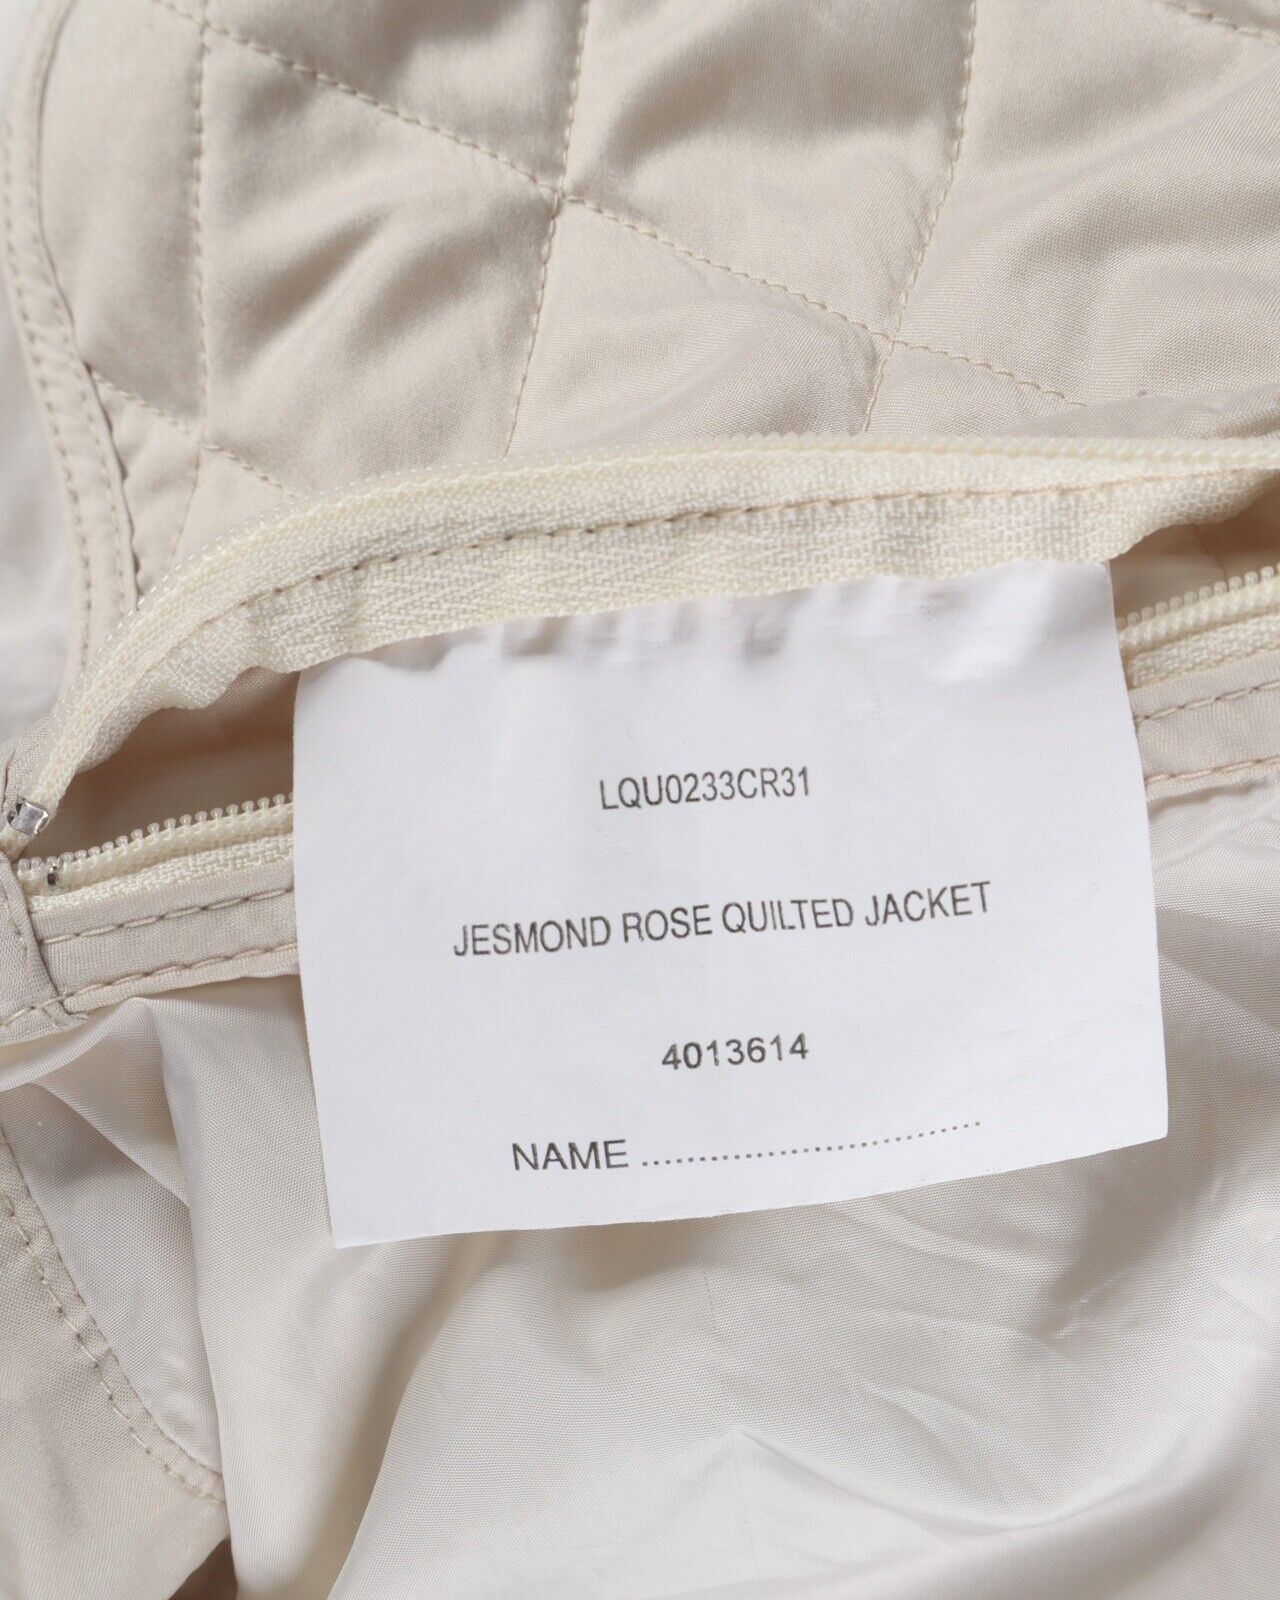 LQU0233CR31
JESMOND ROSE QUILTED JACKET
4013614
NAME ..............................